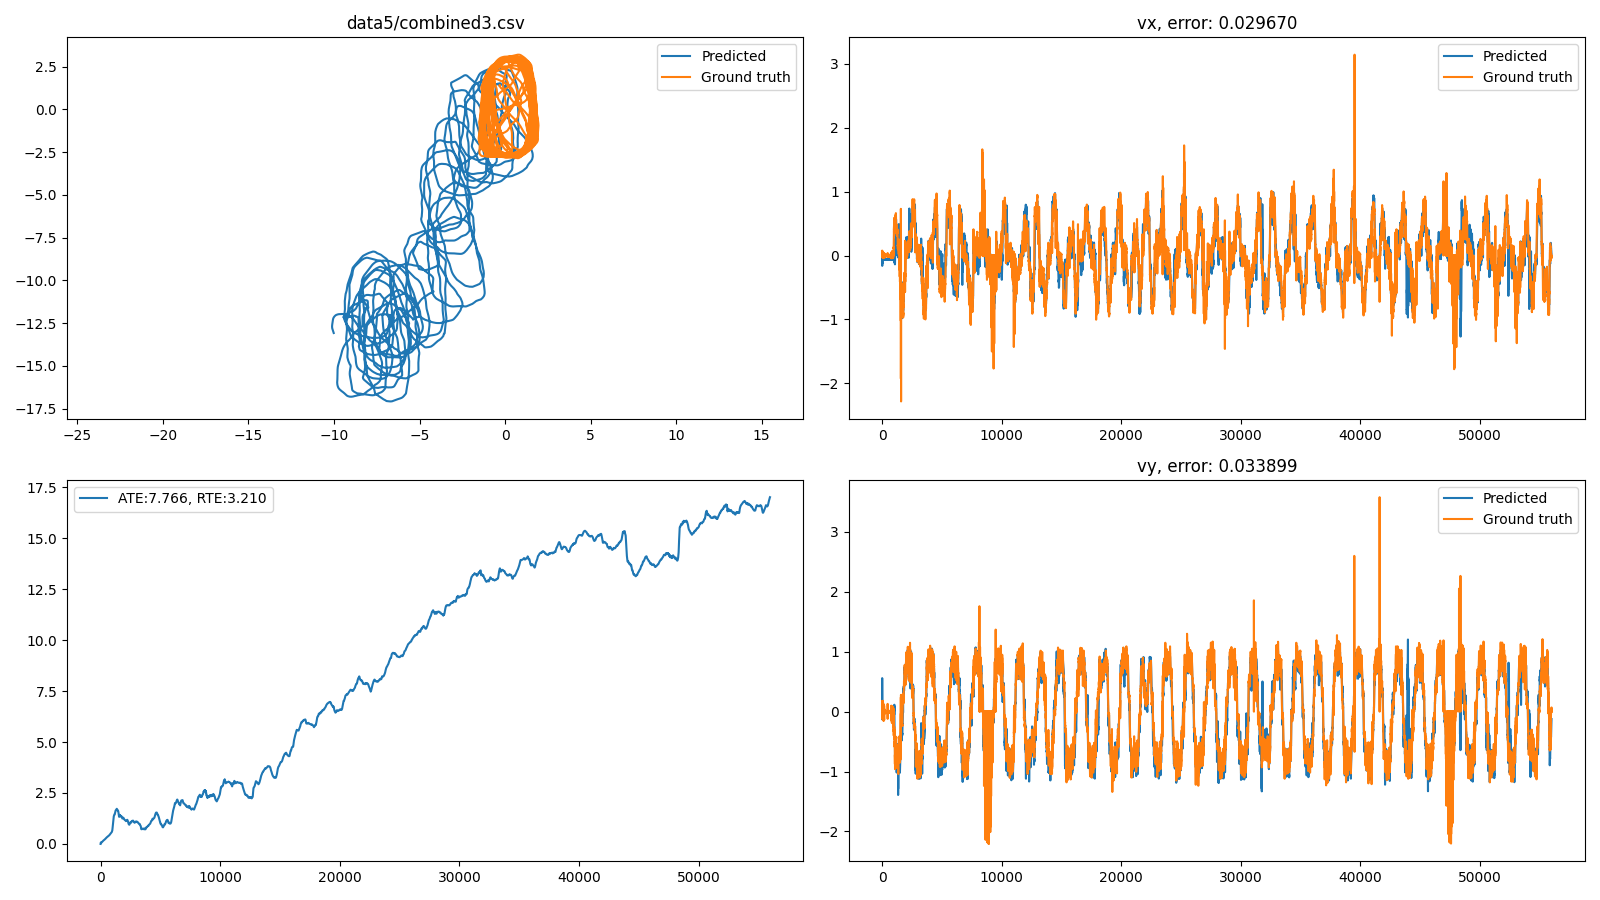 data5/combined3.csv
Predicted
Ground truth
2.5
0.0
−2.5
−5.0
−7.5
−10.0
−12.5
−15.0
−17.5
−25 −20 −15 −10 −5 0 5 10 15
vx, error: 0.029670
Predicted
Ground truth
3
2
1
0
−1
−2
0 10000 20000 30000 40000 50000
ATE:7.766, RTE:3.210
17.5
15.0
12.5
10.0
7.5
5.0
2.5
0.0
0 10000 20000 30000 40000 50000
vy, error: 0.033899
Predicted
Ground truth
3
2
1
0
−1
−2
0 10000 20000 30000 40000 50000